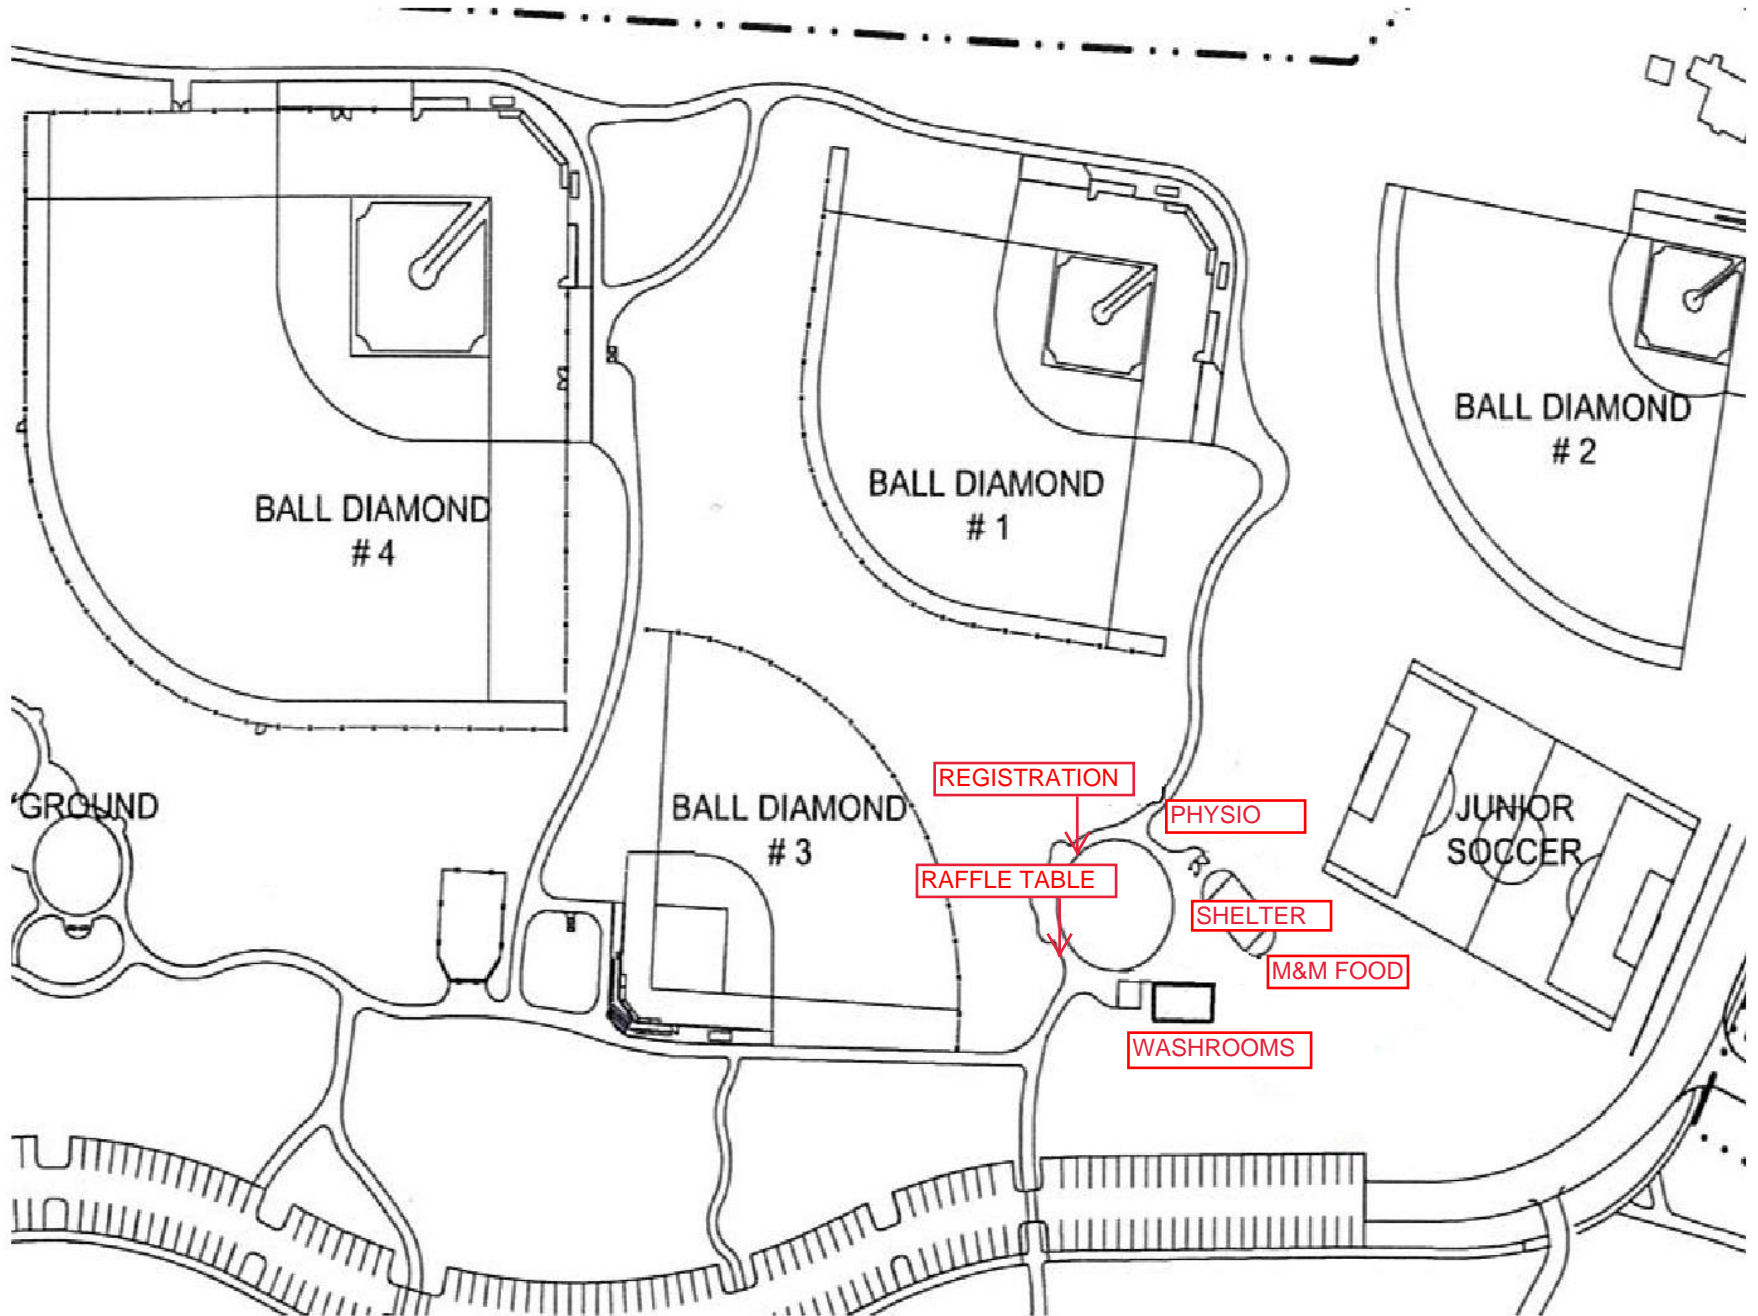 BALL DIAMOND
# 2
BALL DIAMOND
# 1
BALL DIAMOND
# 4
REGISTRATION
PHYSIO
GROUND
BALL DIAMOND
# 3
JUNIOR
SOCCER
RAFFLE TABLE
SHELTER
M&M FOOD
WASHROOMS